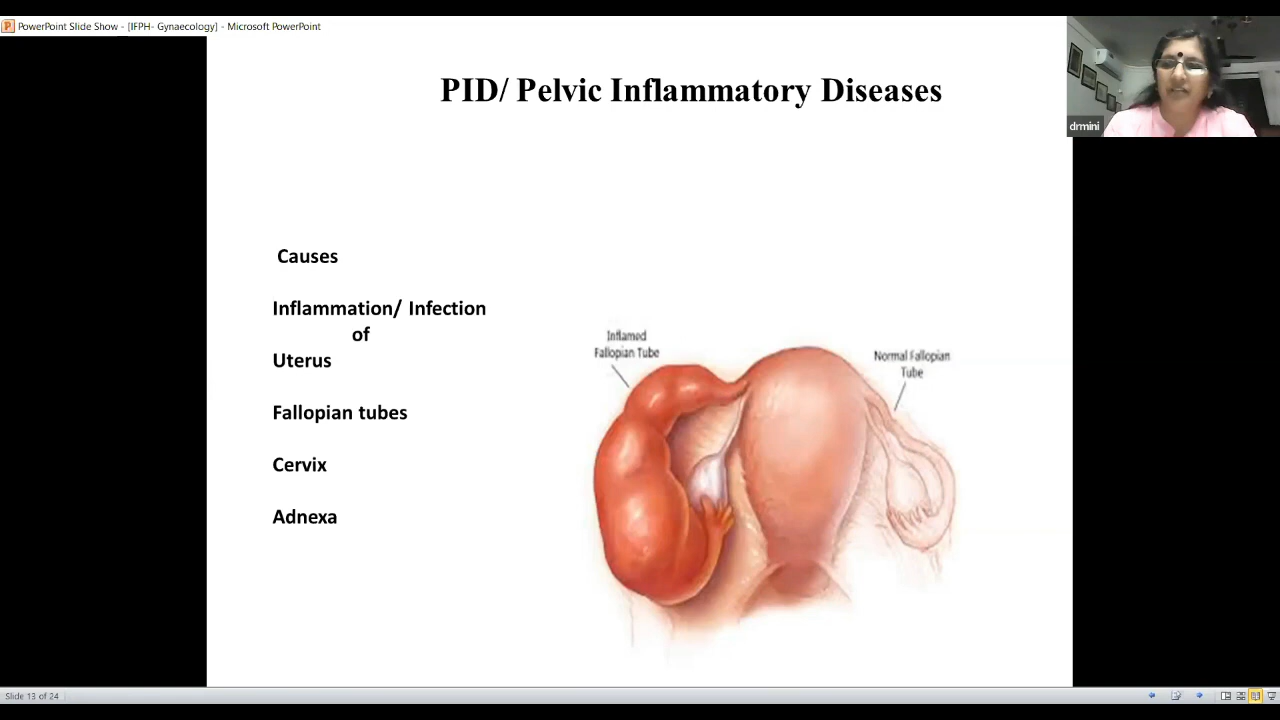 PowerPoint Slide Show - [IFPH- Gynaecology] - Microsoft PowerPoint
drmini
PID/ Pelvic Inflammatory Diseases
Causes
Inflammation/ Infection
of
Uterus
Fallopian tubes
Cervix
Adnexa
Inflamed
Fallopian Tube
Normal Fallopian
Tube
Slide 13 of 24